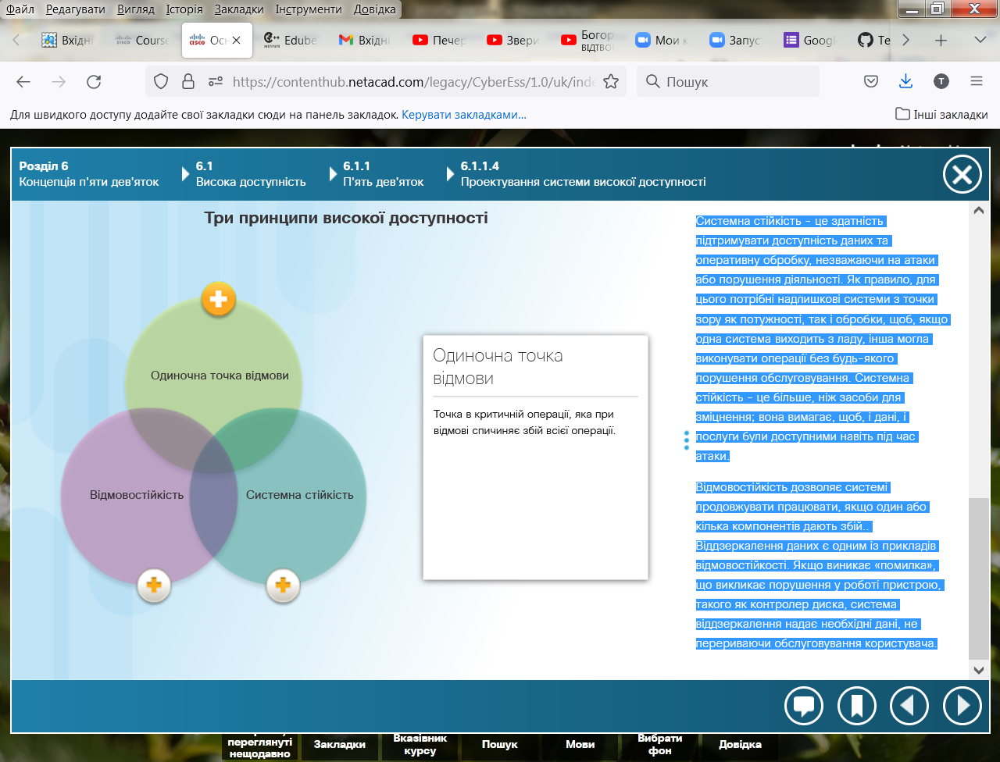 Файл Редагувати Вигляд Історія Закладки Інструменти Довідка
Вхідні
Course
cisco Осн
Edube
Вхідні
Печер
Звери
Богор
ВІДТВО
Мои к
Запус
Googl
Te
https://contenthub.netacad.com/legacy/CyberEss/1.0/uk/inde
Пошук
T
Для швидкого доступу додайте свої закладки сюди на панель закладок. Керувати закладками...
Інші закладки
Розділ 6
Концепція п'яти дев'яток
6.1
Висока доступність
6.1.1
П'ять дев'яток
6.1.1.4
Проектування системи високої доступності
Три принципи високої доступності
Одиночна точка відмови
Відмовостійкість
Системна стійкість
Одиночна точка
відмови
Точка в критичній операції, яка при
відмові спичиняє збій всієї операції.
Системна стійкість - це здатність
підтримувати доступність даних та
оперативну обробку, незважаючи на атаки
або порушення діяльності. Як правило, для
цього потрібні надлишкові системи з точки
зору як потужності, так і обробки, щоб, якщо
одна система виходить з ладу, інша могла
виконувати операції без будь-якого
порушення обслуговування. Системна
стійкість - це більше, ніж засоби для
зміцнення; вона вимагає, щоб, і дані, і
послуги були доступними навіть під час
атаки.
Відмовостійкість дозволяє системі
продовжувати працювати, якщо один або
кілька компонентів дають збій..
Віддзеркалення даних є одним із прикладів
відмовостійкості. Якщо виникає «помилка»,
що викликає порушення у роботі пристрою,
такого як контролер диска, система
віддзеркалення надає необхідні дані, не
перериваючи обслуговування користувача.
переглянуті
нещодавно
Закладки
Вказівник
курсу
Пошук
Мови
Вибрати
фон
Довідка